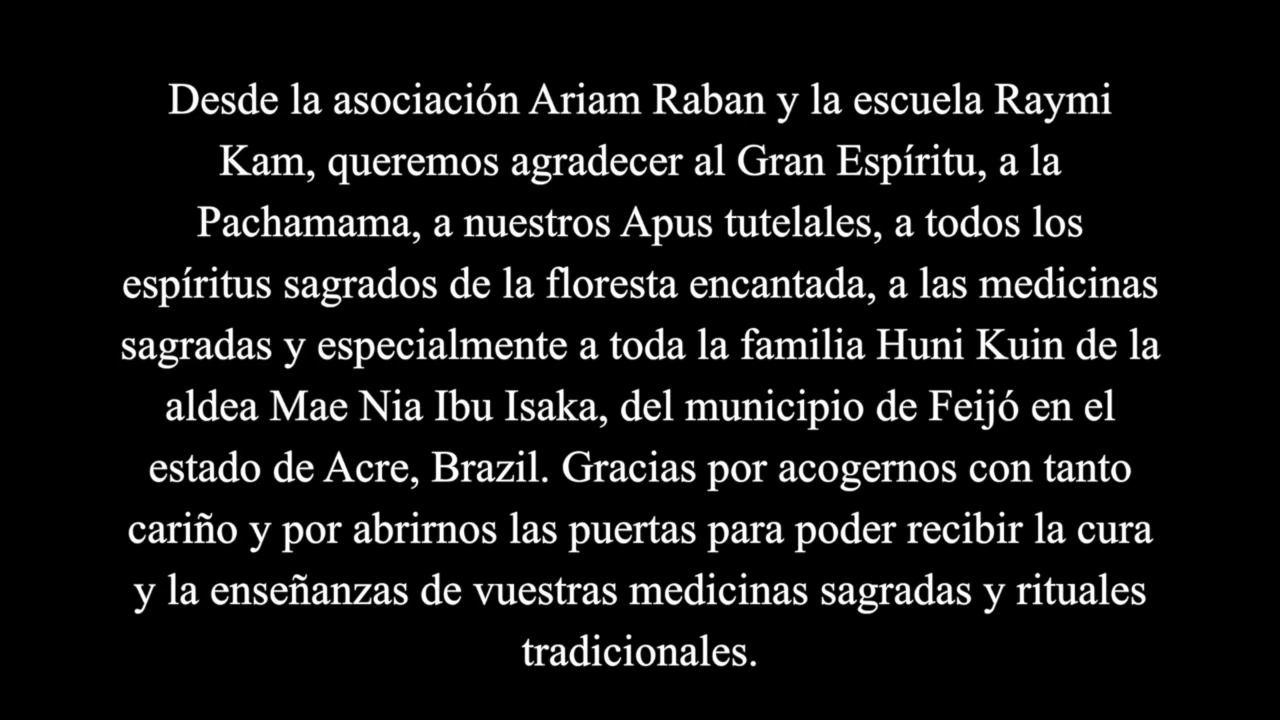 Desde la asociación Ariam Raban y la escuela Raymi
Kam, queremos agradecer al Gran Espíritu, a la
Pachamama, a nuestros Apus tutelales, a todos los
espíritus sagrados de la floresta encantada, a las medicinas
sagradas y especialmente a toda la familia Huni Kuin de la
aldea Mae Nia Ibu Isaka, del municipio de Feijó en el
estado de Acre, Brazil. Gracias por acogernos con tanto
cariño y por abrirnos las puertas para poder recibir la cura
y la enseñanzas de vuestras medicinas sagradas y rituales
tradicionales.